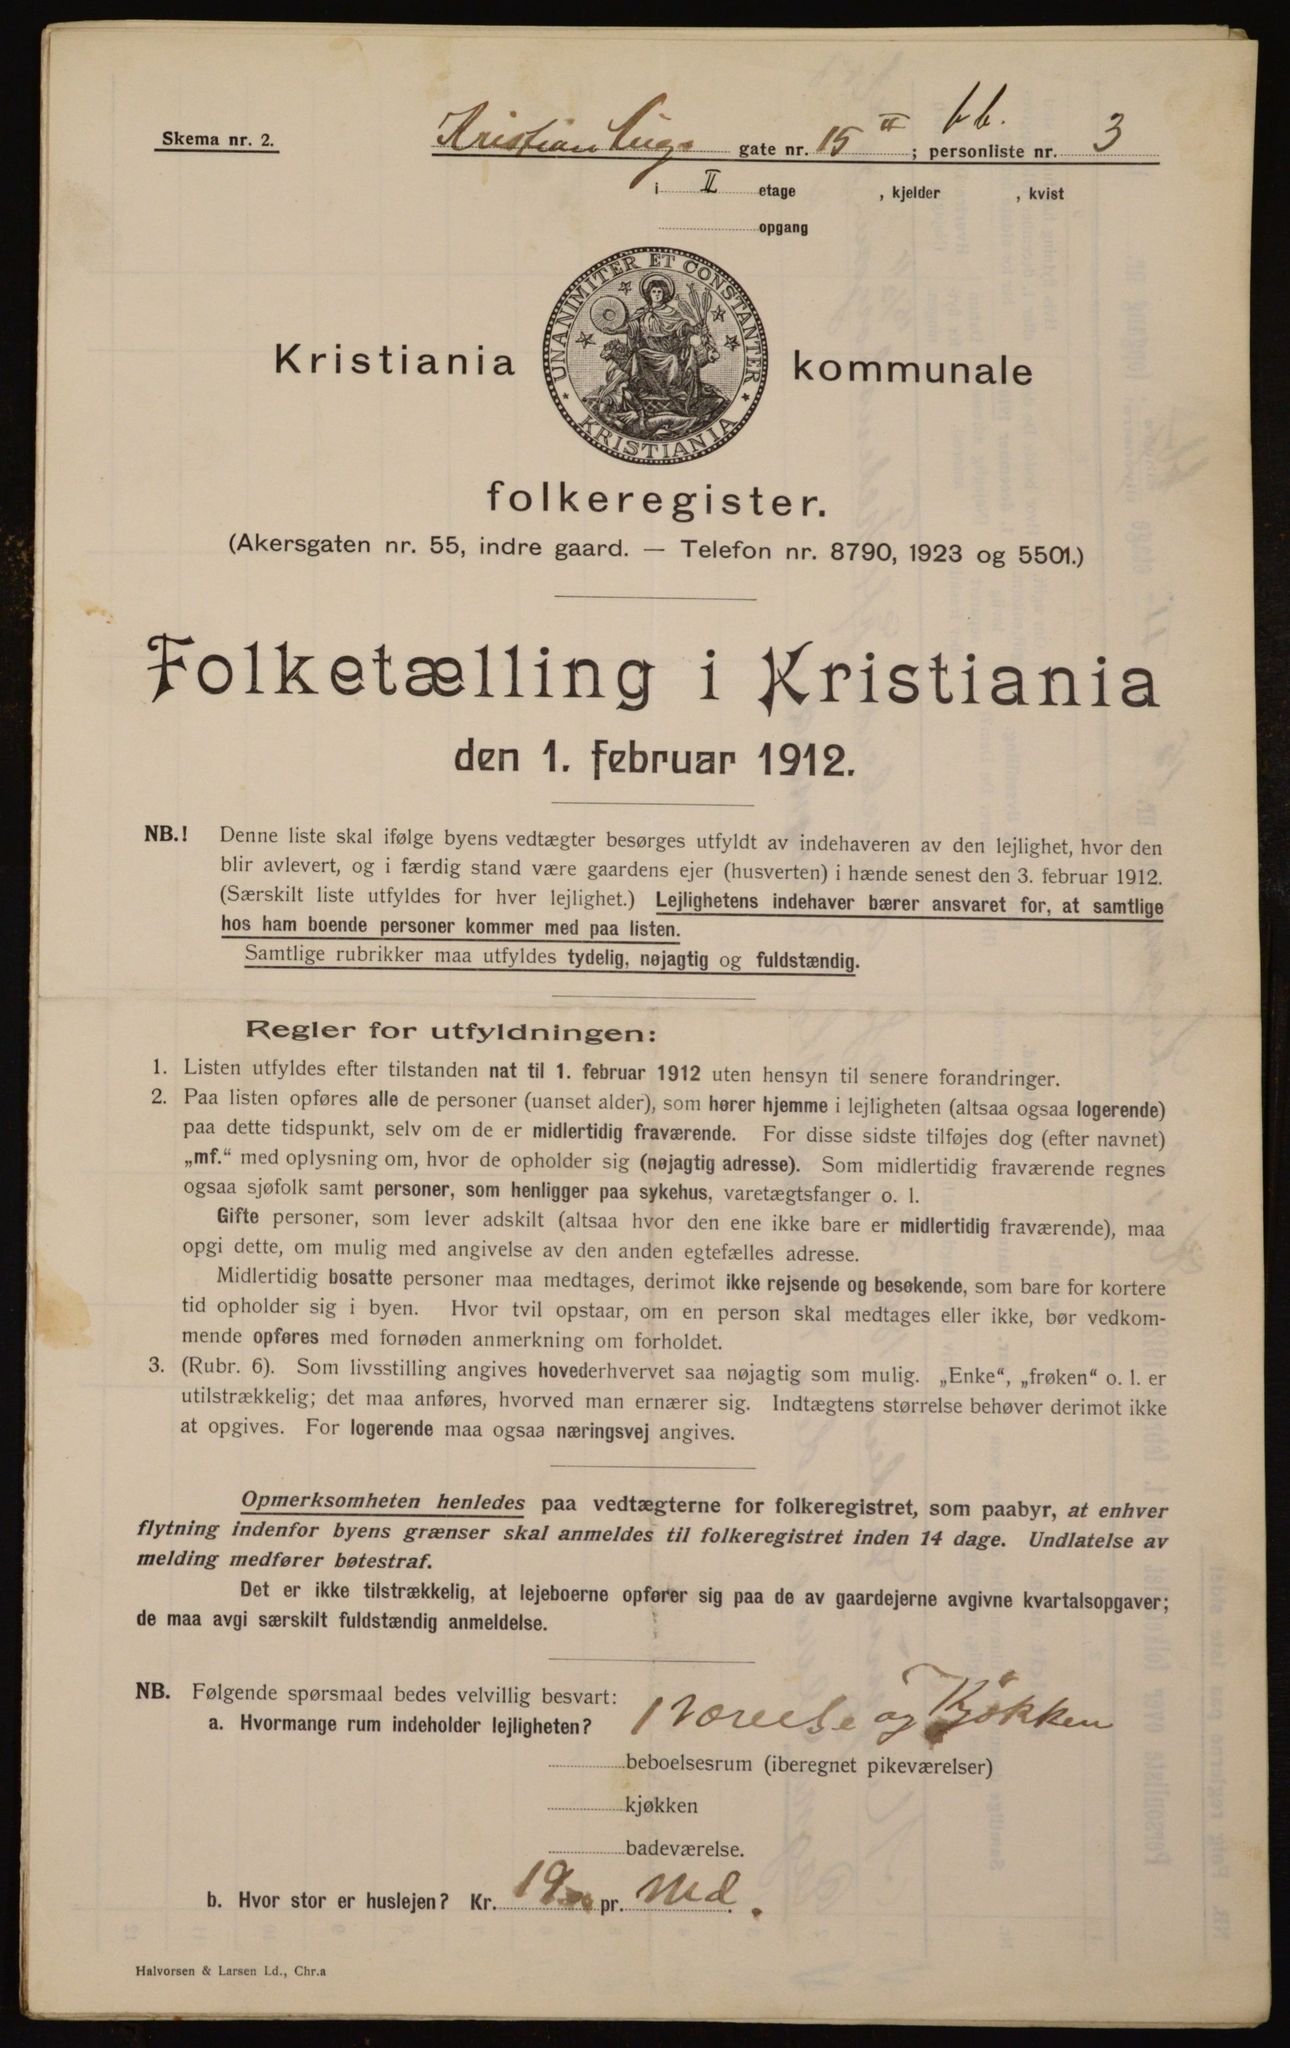 Skema nr. 2.
Kristian Augs gate nr. 15 II bb. ; personliste nr. 3
i II etage , kjelder , kvist
opgang
UNANIMITER ET CONSTANTER
KRISTIANIA
Kristiania kommunale
folkeregister.
(Akersgaten nr. 55, indre gaard. — Telefon nr. 8790, 1923 og 5501.)
Folketælling i Kristiania
den 1. februar 1912.
NB.! Denne liste skal ifølge byens vedtægter besørges utfyldt av indehaveren av den lejlighet, hvor den
blir avlevert, og i færdig stand være gaardens ejer (husverten) i hænde senest den 3. februar 1912.
(Særskilt liste utfyldes for hver lejlighet.) Lejlighetens indehaver bærer ansvaret for, at samtlige
hos ham boende personer kommer med paa listen.
Samtlige rubrikker maa utfyldes tydelig, nøjagtig og fuldstændig.
Regler for utfyldningen:
1. Listen utfyldes efter tilstanden nat til 1. februar 1912 uten hensyn til senere forandringer.
2. Paa listen opføres alle de personer (uanset alder), som hører hjemme i lejligheten (altsaa ogsaa logerende)
paa dette tidspunkt, selv om de er midlertidig fraværende. For disse sidste tilføjes dog (efter navnet)
„mf.“ med oplysning om, hvor de opholder sig (nøjagtig adresse). Som midlertidig fraværende regnes
ogsaa sjøfolk samt personer, som henligger paa sykehus, varetægtsfanger o. l.
Gifte personer, som lever adskilt (altsaa hvor den ene ikke bare er midlertidig fraværende), maa
opgi dette, om mulig med angivelse av den anden egtefælles adresse.
Midlertidig bosatte personer maa medtages, derimot ikke rejsende og besøkende, som bare for kortere
tid opholder sig i byen. Hvor tvil opstaar, om en person skal medtages eller ikke, bør vedkom-
mende opføres med fornøden anmerkning om forholdet.
3. (Rubr. 6). Som livsstilling angives hovederhvervet saa nøjagtig som mulig. „Enke“, „frøken“ o. l. er
utilstrækkelig; det maa anføres, hvorved man ernærer sig. Indtægtens størrelse behøver derimot ikke
at opgives. For logerende maa ogsaa næringsvej angives.
Opmerksomheten henledes paa vedtægterne for folkeregistret, som paabyr, at enhver
flytning indenfor byens grænser skal anmeldes til folkeregistret inden 14 dage. Undlatelse av
melding medfører bøtestraf.
Det er ikke tilstrækkelig, at lejeboerne opfører sig paa de av gaardejerne avgivne kvartalsopgaver;
de maa avgi særskilt fuldstændig anmeldelse.
NB. Følgende spørsmaal bedes velvillig besvart:
a. Hvormange rum indeholder lejligheten? 1 værelse og Kjøkken
beboelsesrum (iberegnet pikeværelser)
kjøkken
badeværelse.
b. Hvor stor er huslejen? Kr. 19 pr. Md.
Halvorsen & Larsen Ld., Chr.a